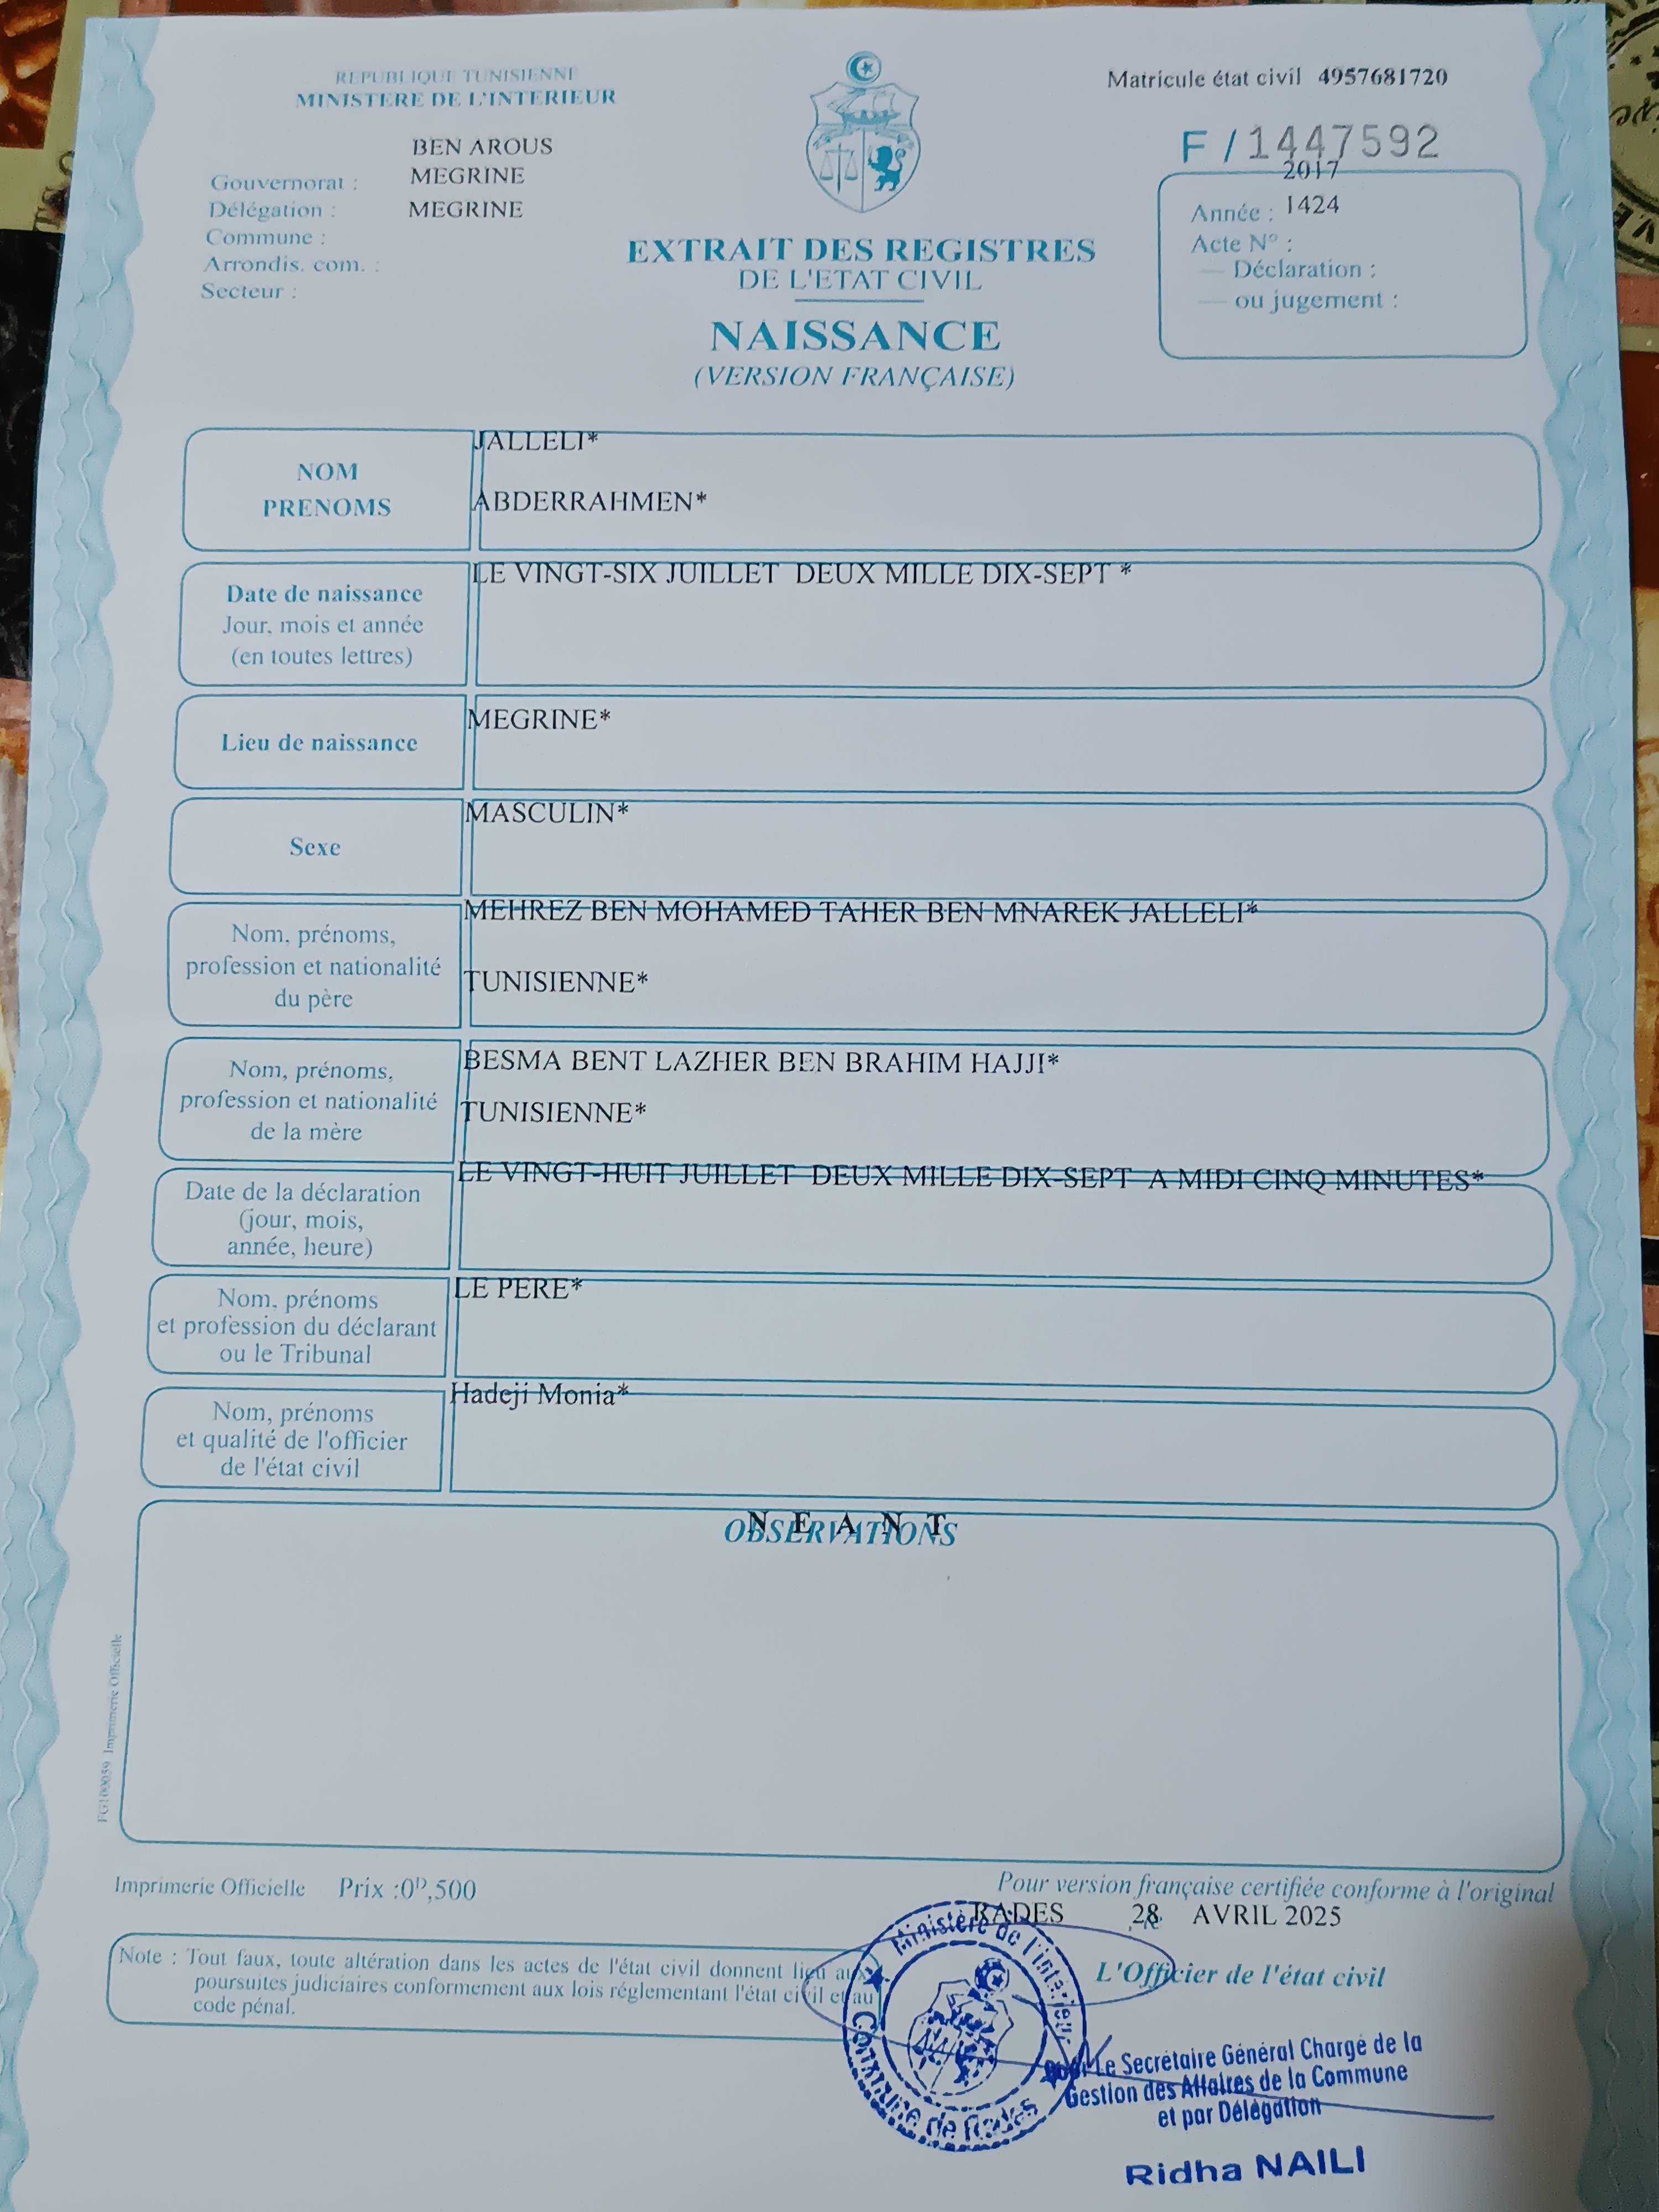 REPUBLIQUE TUNISIENNE
MINISTERE DE L'INTERIEUR
BEN AROUS
Gouvernorat : MEGRINE
Délégation : MEGRINE
Commune :
Arrondis. com. :
Secteur :
Matricule état civil 4957681720
F / 1447592
2017
Année : 1424
Acte N° :
— Déclaration :
— ou jugement :
EXTRAIT DES REGISTRES
DE L'ETAT CIVIL
NAISSANCE
(VERSION FRANÇAISE)
NOM
PRENOMS
JALLELI*
ABDERRAHMEN*
Date de naissance
Jour, mois et année
(en toutes lettres)
LE VINGT-SIX JUILLET DEUX MILLE DIX-SEPT *
Lieu de naissance
MEGRINE*
Sexe
MASCULIN*
Nom, prénoms,
profession et nationalité
du père
MEHREZ BEN MOHAMED TAHER BEN MNAREK JALLELI*
TUNISIENNE*
Nom, prénoms,
profession et nationalité
de la mère
BESMA BENT LAZHER BEN BRAHIM HAJJI*
TUNISIENNE*
Date de la déclaration
(jour, mois,
année, heure)
LE VINGT-HUIT JUILLET DEUX MILLE DIX-SEPT A MIDI CINQ MINUTES*
Nom, prénoms
et profession du déclarant
ou le Tribunal
LE PERE*
Nom, prénoms
et qualité de l'officier
de l'état civil
Hadeji Monia*
OBSERVATIONS
N E A N T
FG100059 Imprimerie Officielle
Imprimerie Officielle Prix :0ᴰ,500
Pour version française certifiée conforme à l'original
RADES 28 AVRIL 2025
L'Officier de l'état civil
Note : Tout faux, toute altération dans les actes de l'état civil donnent lieu aux
poursuites judiciaires conformement aux lois réglementant l'état civil et au
code pénal.
Ministère de l'intérieur
Commune de Rades
Pour Le Secrétaire Général Chargé de la
Gestion des Affaires de la Commune
et par Délégation
Ridha NAILI